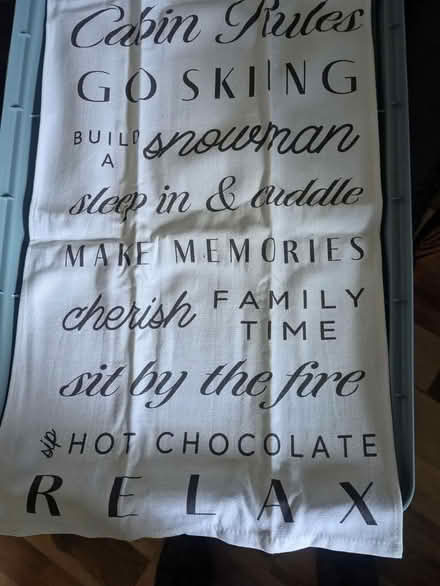 Cabin Rules
GO SKIING
BUILD A snowman
sleep in & cuddle
MAKE MEMORIES
cherish FAMILY TIME
sit by the fire
sip HOT CHOCOLATE
RELAX